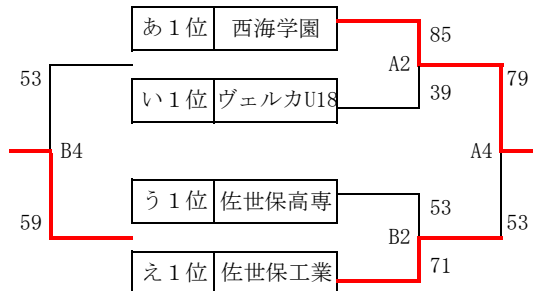 あ１位 西海学園
85
53
A2
79
い１位 ヴェルカU18
39
B4
A4
う１位 佐世保高専
53
59
53
B2
え１位 佐世保工業
71